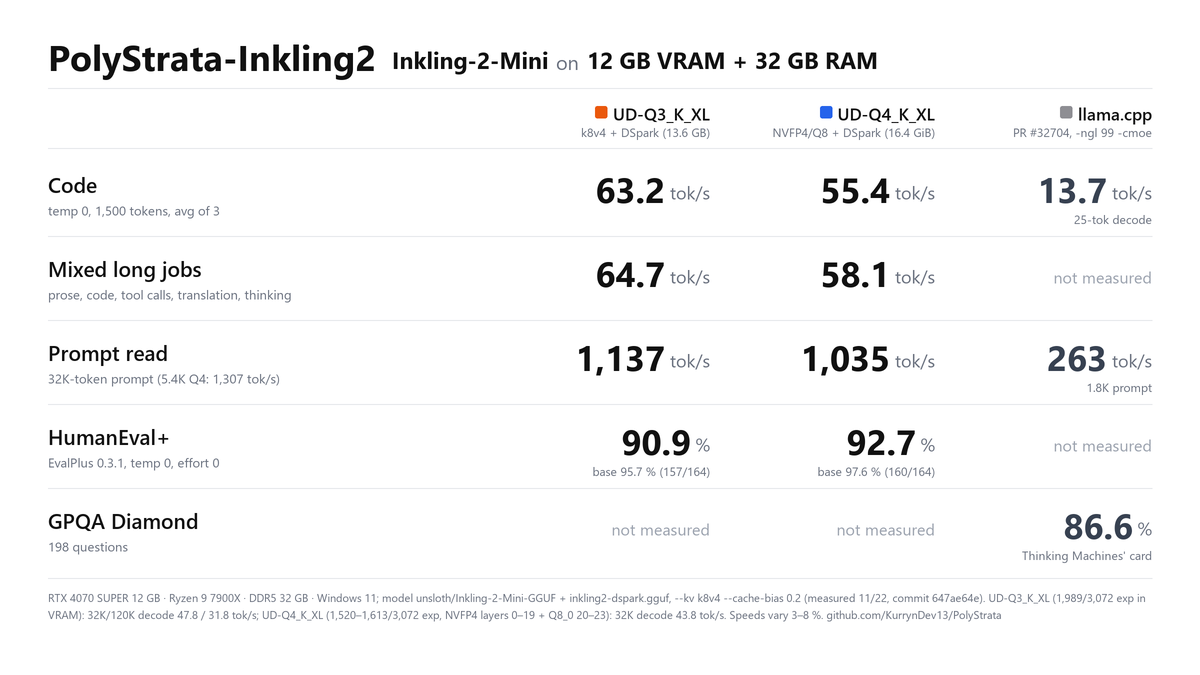 PolyStrata-Inkling2 Inkling-2-Mini on 12 GB VRAM + 32 GB RAM
UD-Q3_K_XL UD-Q4_K_XL llama.cpp
k8v4 + DSpark (13.6 GB) NVFP4/Q8 + DSpark (16.4 GiB) PR #32704, -ngl 99 -cmoe
Code 63.2 tok/s 55.4 tok/s 13.7 tok/s
temp 0, 1,500 tokens, avg of 3 25-tok decode
Mixed long jobs 64.7 tok/s 58.1 tok/s not measured
prose, code, tool calls, translation, thinking
Prompt read 1,137 tok/s 1,035 tok/s 263 tok/s
32K-token prompt (5.4K Q4: 1,307 tok/s) 1.8K prompt
HumanEval+ 90.9 % 92.7 % not measured
EvalPlus 0.3.1, temp 0, effort 0 base 95.7 % (157/164) base 97.6 % (160/164)
GPQA Diamond not measured not measured 86.6 %
198 questions Thinking Machines' card
RTX 4070 SUPER 12 GB · Ryzen 9 7900X · DDR5 32 GB · Windows 11; model unsloth/Inkling-2-Mini-GGUF + inkling2-dspark.gguf, --kv k8v4 --cache-bias 0.2 (measured 11/22, commit 647ae64e). UD-Q3_K_XL (1,989/3,072 exp in
VRAM): 32K/120K decode 47.8 / 31.8 tok/s; UD-Q4_K_XL (1,520–1,613/3,072 exp, NVFP4 layers 0–19 + Q8_0 20–23): 32K decode 43.8 tok/s. Speeds vary 3–8 %. github.com/KurrynDev13/PolyStrata